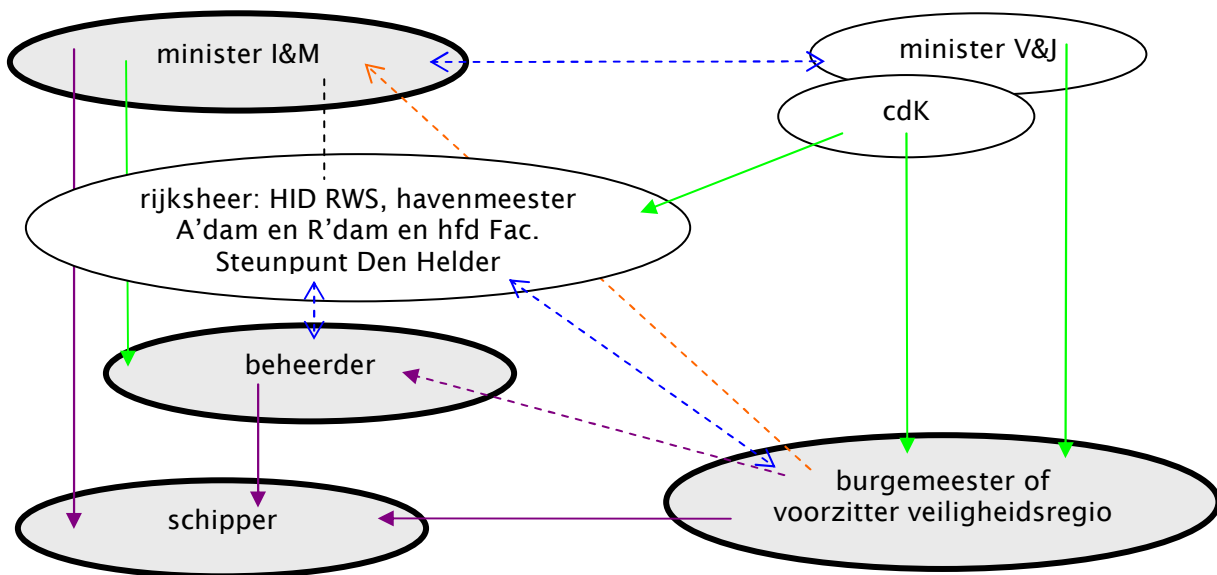 minister I&M
minister V&J
cdK
rijksheer: HID RWS, havenmeester
A'dam en R'dam en hfd Fac.
Steunpunt Den Helder
beheerder
schipper
burgemeester of
voorzitter veiligheidsregio